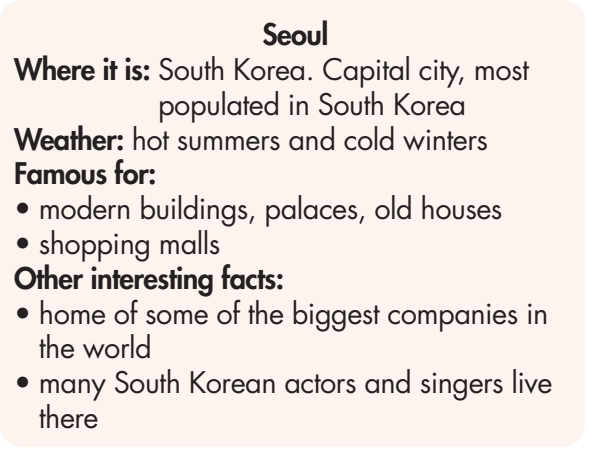 Seoul
Where it is: South Korea. Capital city, most
populated in South Korea
Weather: hot summers and cold winters
Famous for:
• modern buildings, palaces, old houses
• shopping malls
Other interesting facts:
• home of some of the biggest companies in
the world
• many South Korean actors and singers live
there